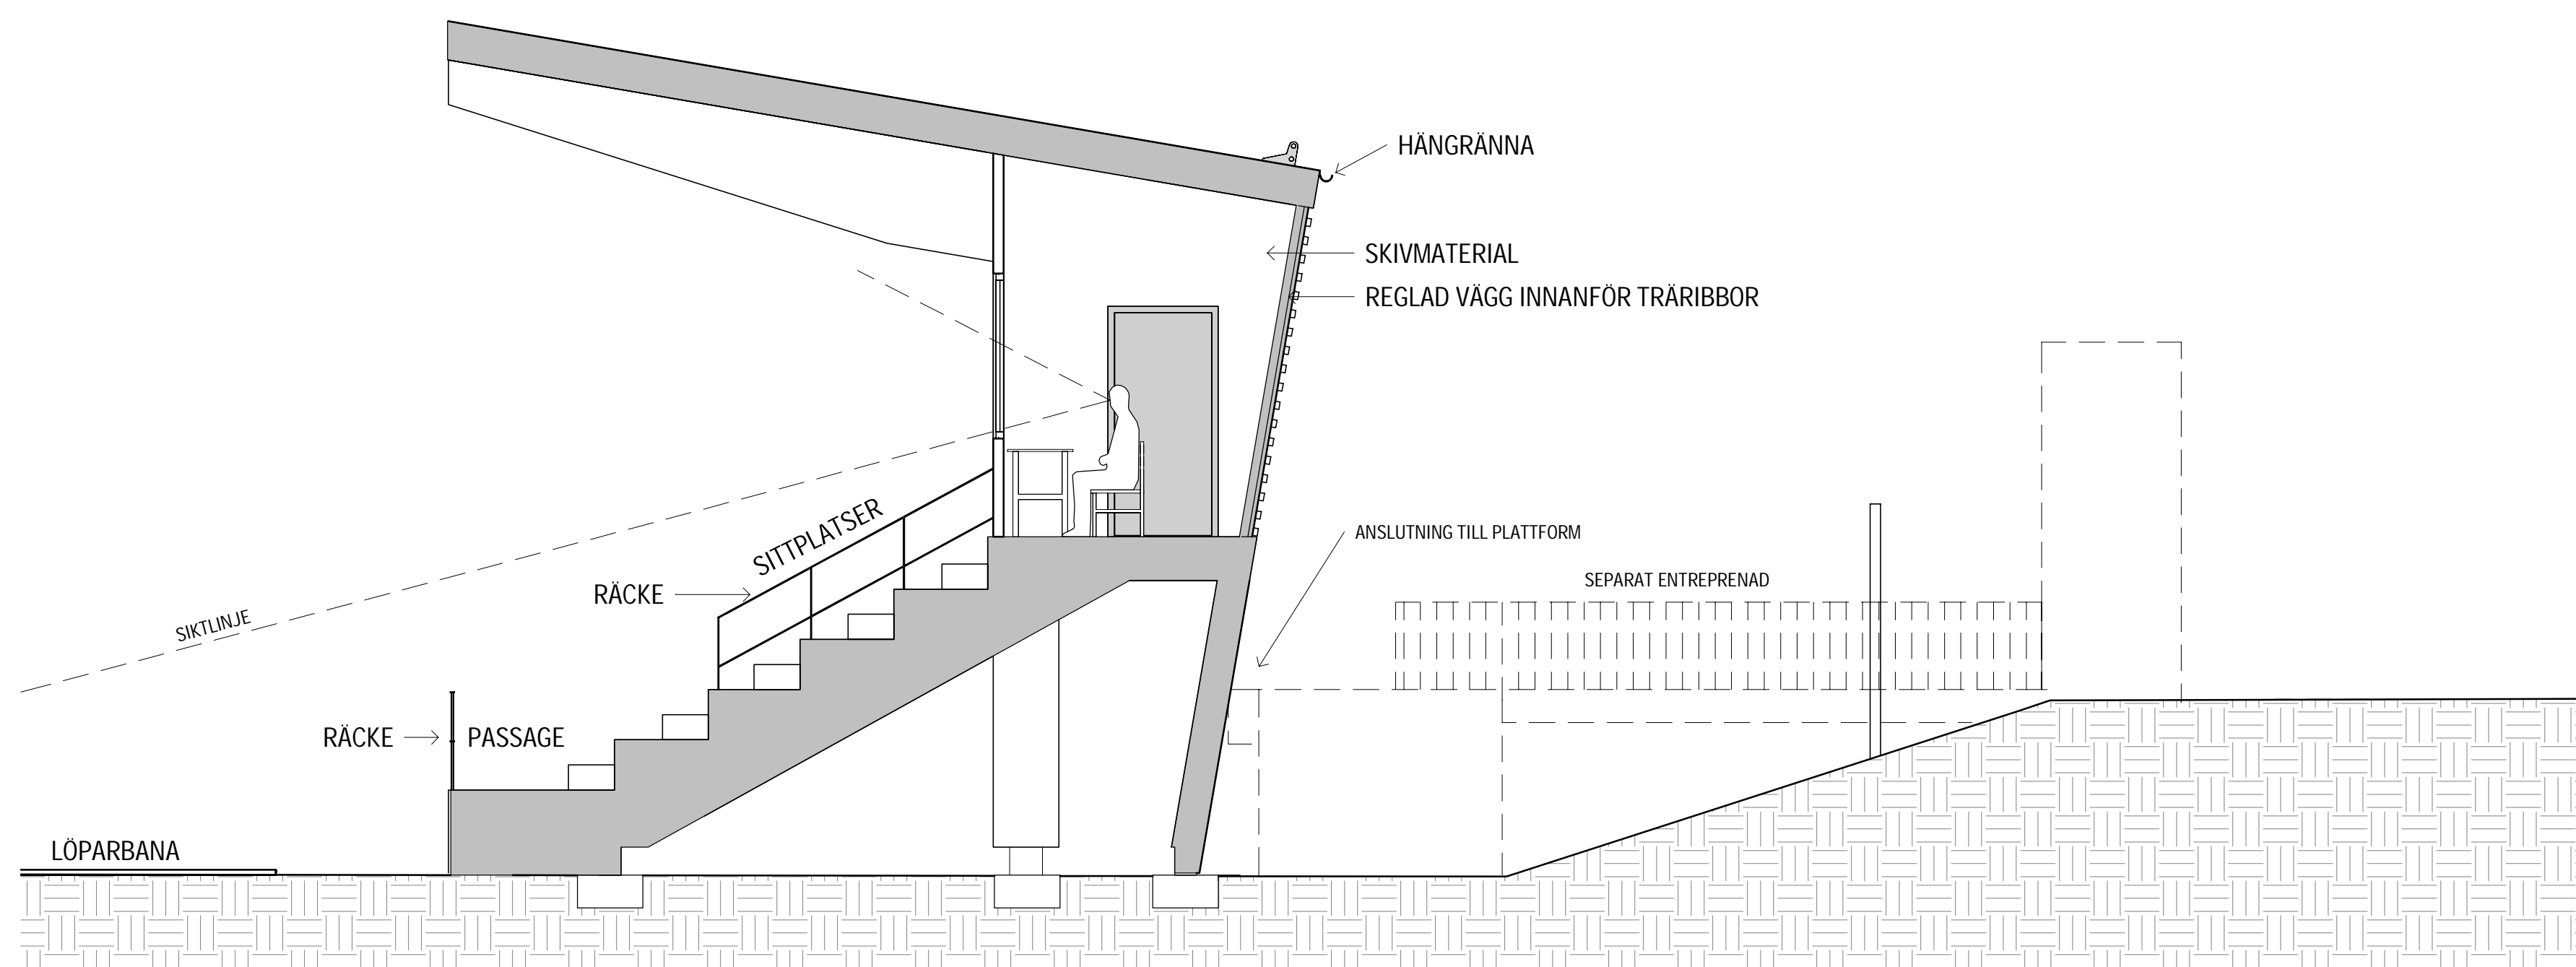 HÄNGRÄNNA
SKIVMATERIAL
REGLAD VÄGG INNANFÖR TRÄRIBBOR
SITTPLATSER
ANSLUTNING TILL PLATTFORM
SEPARAT ENTREPRENAD
RÄCKE
SIKTLINJE
RÄCKE
PASSAGE
LÖPARBANA